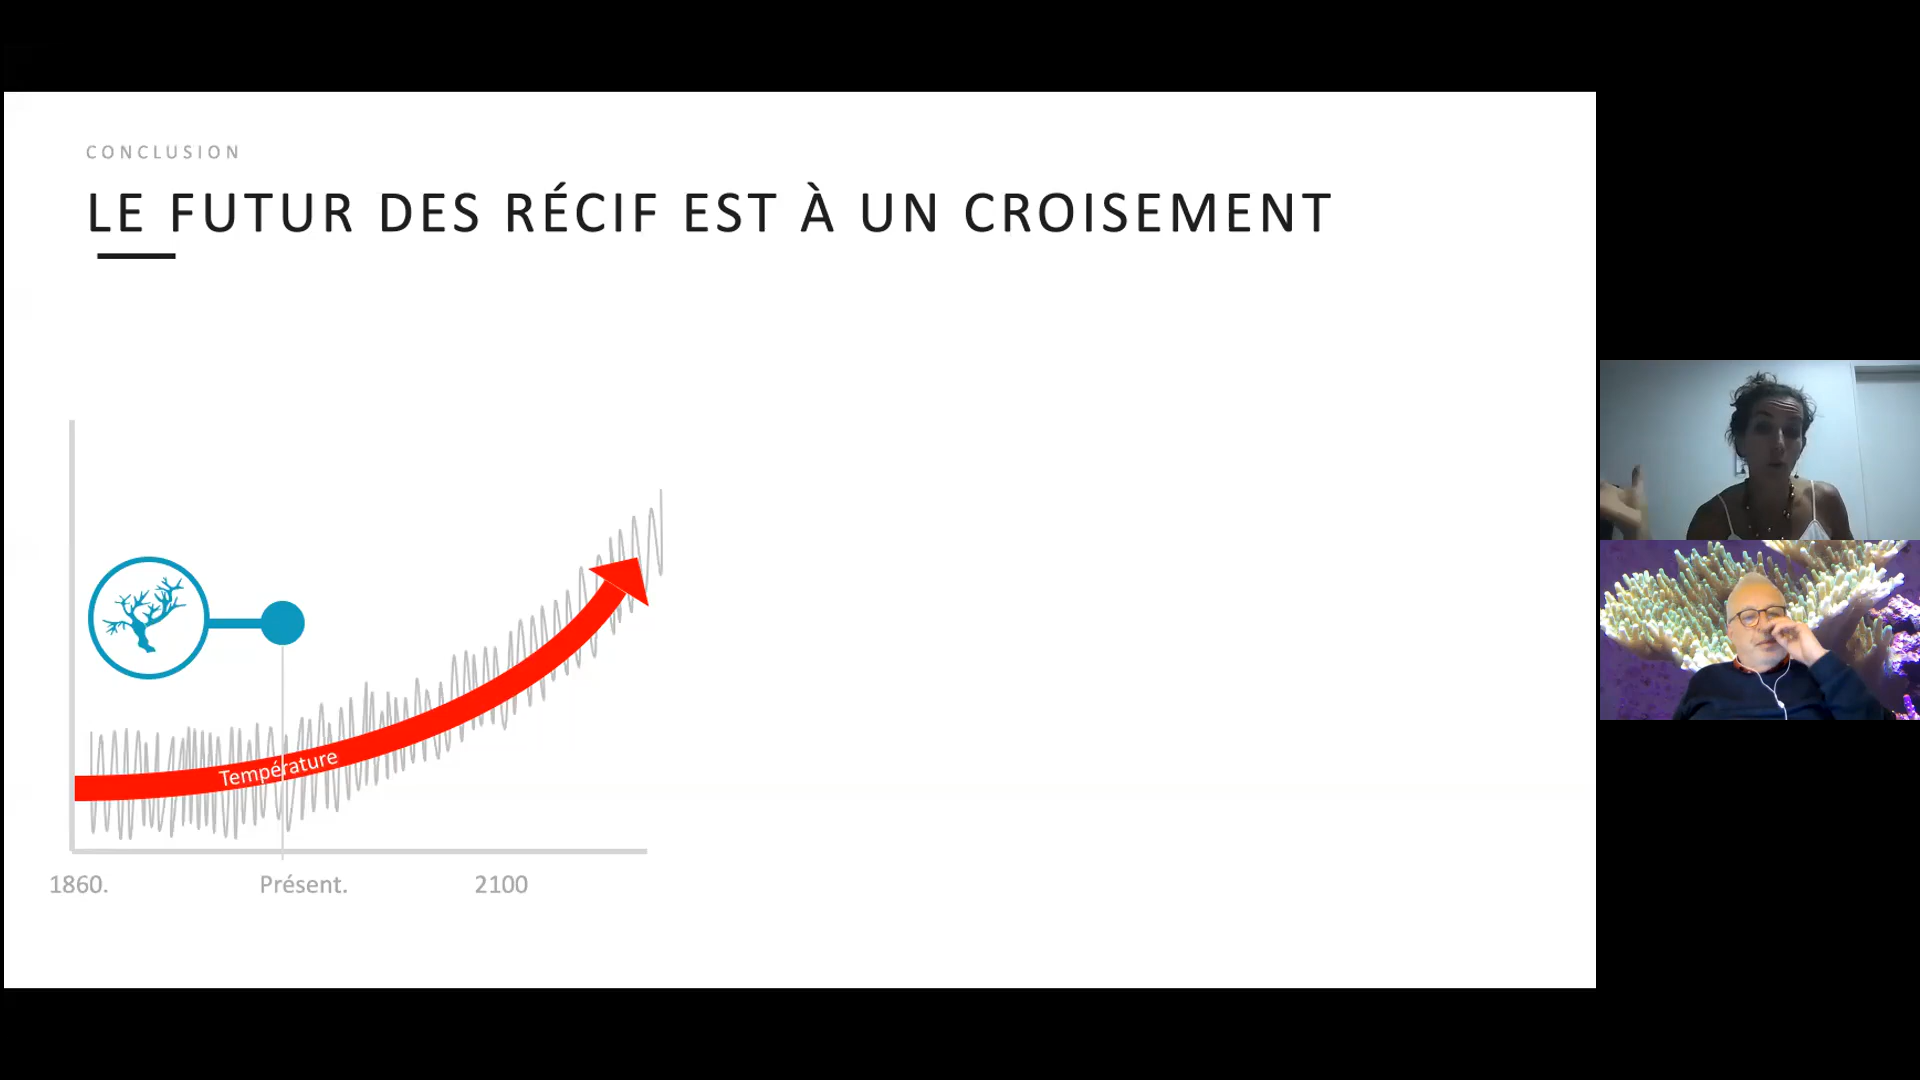 CONCLUSION
LE FUTUR DES RÉCIF EST À UN CROISEMENT
Température
1860.
Présent.
2100